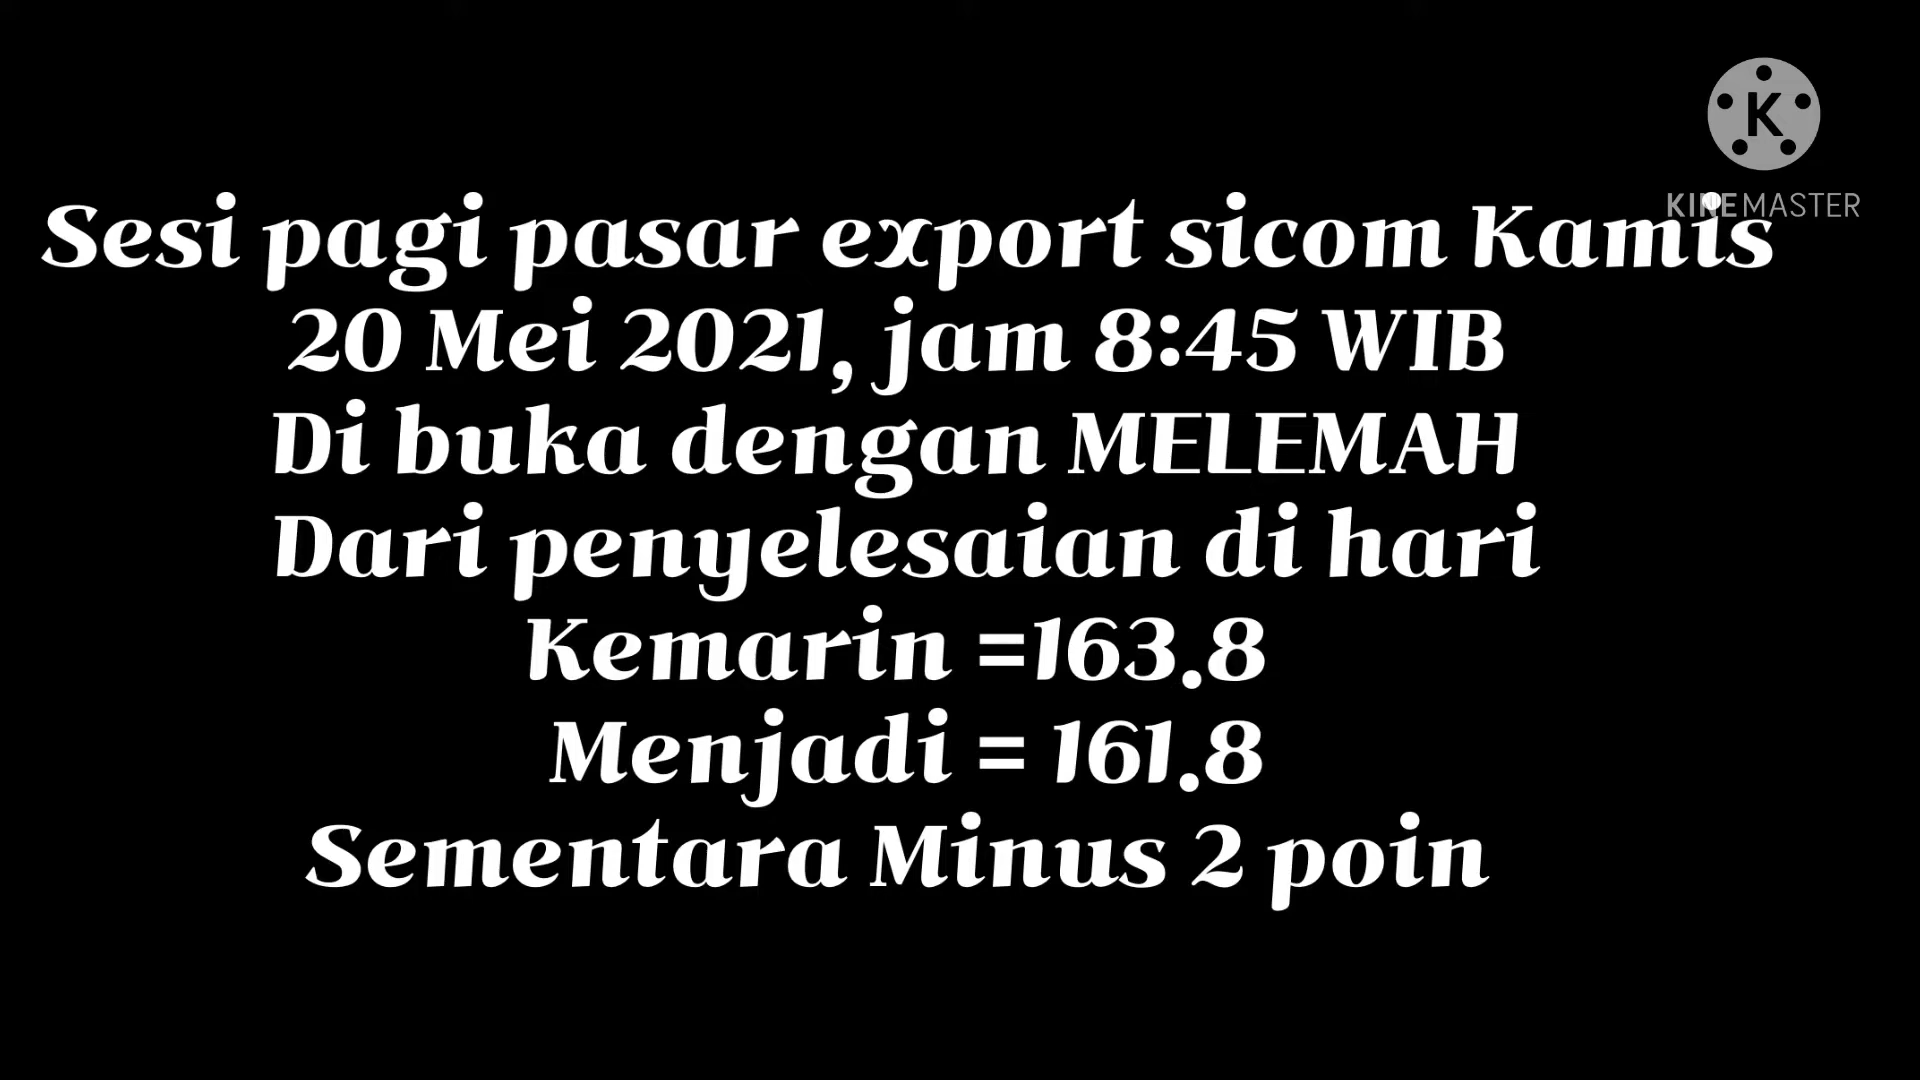 KINEMASTER
Sesi pagi pasar export sicom Kamis
20 Mei 2021, jam 8:45 WIB
Di buka dengan MELEMAH
Dari penyelesaian di hari
Kemarin =163.8
Menjadi = 161.8
Sementara Minus 2 poin